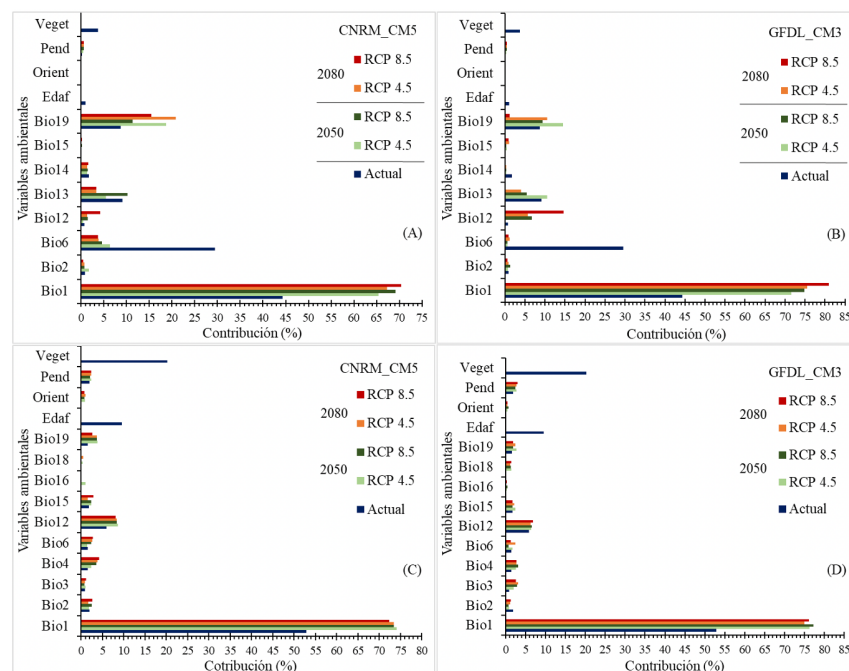 Variables ambientales
Veget
Pend
Orient
Edaf
Bio19
Bio15
Bio14
Bio13
Bio12
Bio6
Bio2
Bio1
0 5 10 15 20 25 30 35 40 45 50 55 60 65 70 75
Contribución (%)
CNRM_CM5
RCP 8.5
2080
RCP 4.5
RCP 8.5
2050
RCP 4.5
Actual
(A)
Variables ambientales
Veget
Pend
Orient
Edaf
Bio19
Bio15
Bio14
Bio13
Bio12
Bio6
Bio2
Bio1
0 5 10 15 20 25 30 35 40 45 50 55 60 65 70 75 80 85
Contribución (%)
GFDL_CM3
RCP 8.5
2080
RCP 4.5
RCP 8.5
2050
RCP 4.5
Actual
(B)
Variables ambientales
Veget
Pend
Orient
Edaf
Bio19
Bio18
Bio16
Bio15
Bio12
Bio6
Bio4
Bio3
Bio2
Bio1
0 5 10 15 20 25 30 35 40 45 50 55 60 65 70 75 80
Contribución (%)
CNRM_CM5
RCP 8.5
2080
RCP 4.5
RCP 8.5
2050
RCP 4.5
Actual
(C)
Variables ambientales
Veget
Pend
Orient
Edaf
Bio19
Bio18
Bio16
Bio15
Bio12
Bio6
Bio4
Bio3
Bio2
Bio1
0 5 10 15 20 25 30 35 40 45 50 55 60 65 70 75 80 85
Contribución (%)
GFDL_CM3
RCP 8.5
2080
RCP 4.5
RCP 8.5
2050
RCP 4.5
Actual
(D)